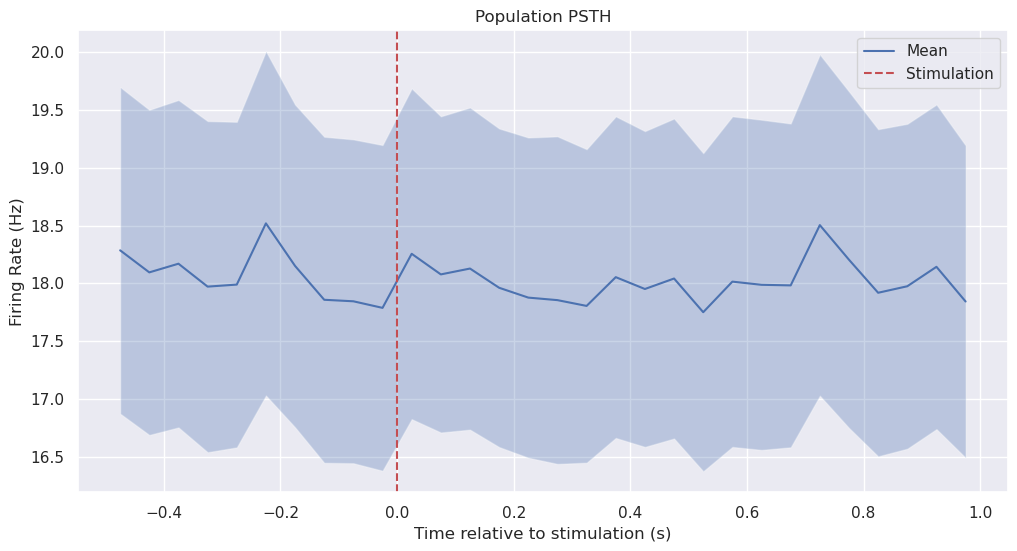 Population PSTH
Mean
Stimulation
Firing Rate (Hz)
20.0
19.5
19.0
18.5
18.0
17.5
17.0
16.5
−0.4 −0.2 0.0 0.2 0.4 0.6 0.8 1.0
Time relative to stimulation (s)